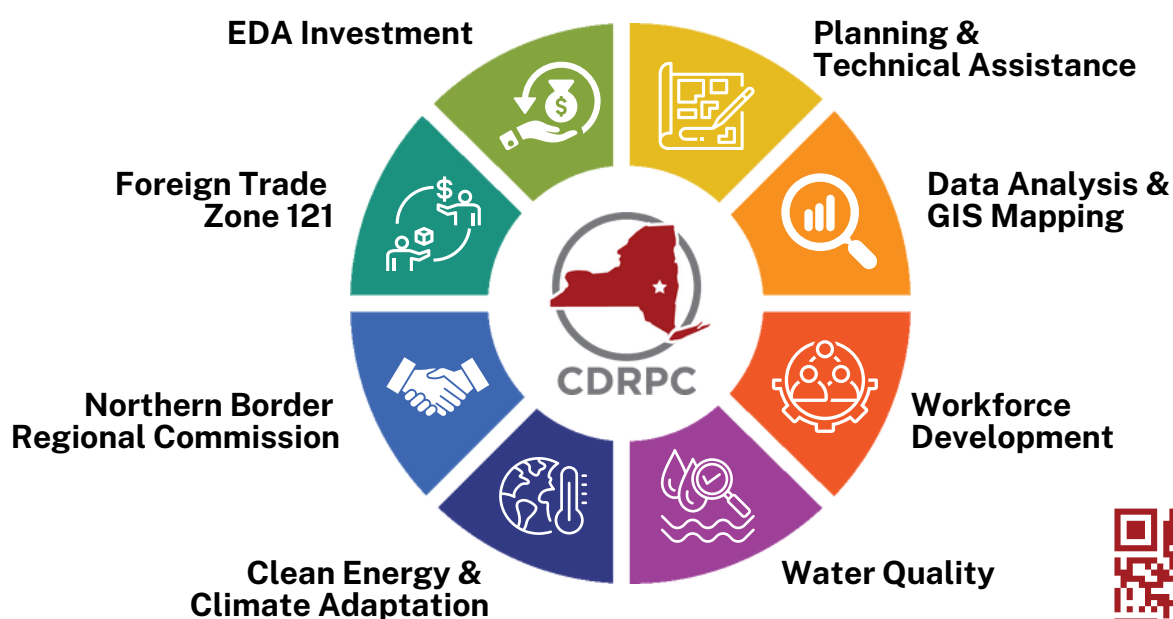 EDA Investment
Planning &
Technical Assistance
Foreign Trade
Zone 121
Data Analysis &
GIS Mapping
CDRPC
Northern Border
Regional Commission
Workforce
Development
Clean Energy &
Climate Adaptation
Water Quality